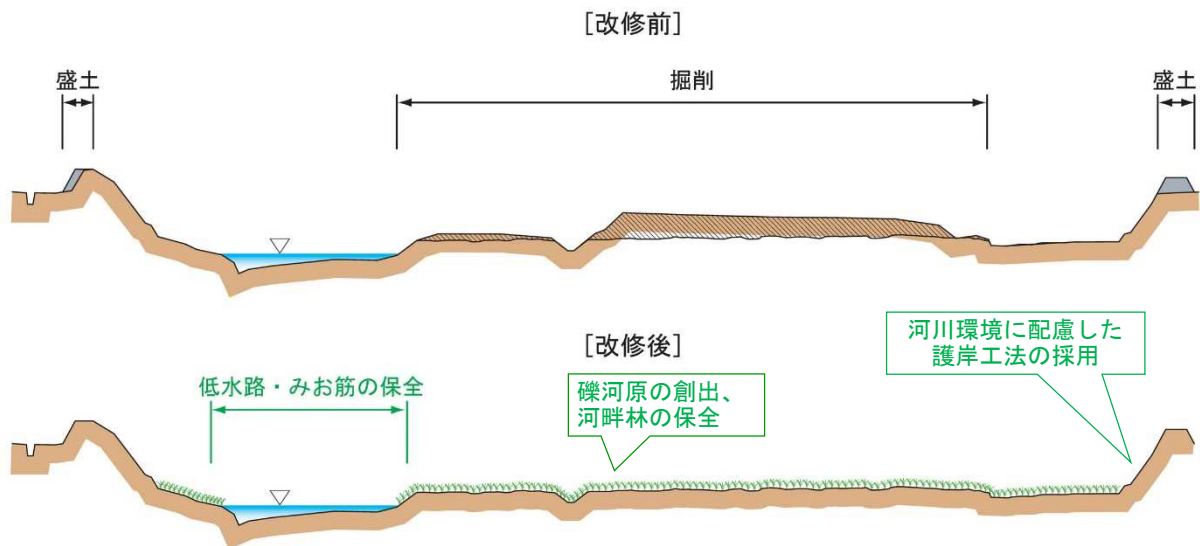 ［改修前］
盛土
掘削
盛土
［改修後］
低水路・みお筋の保全
礫河原の創出、
河畔林の保全
河川環境に配慮した
護岸工法の採用